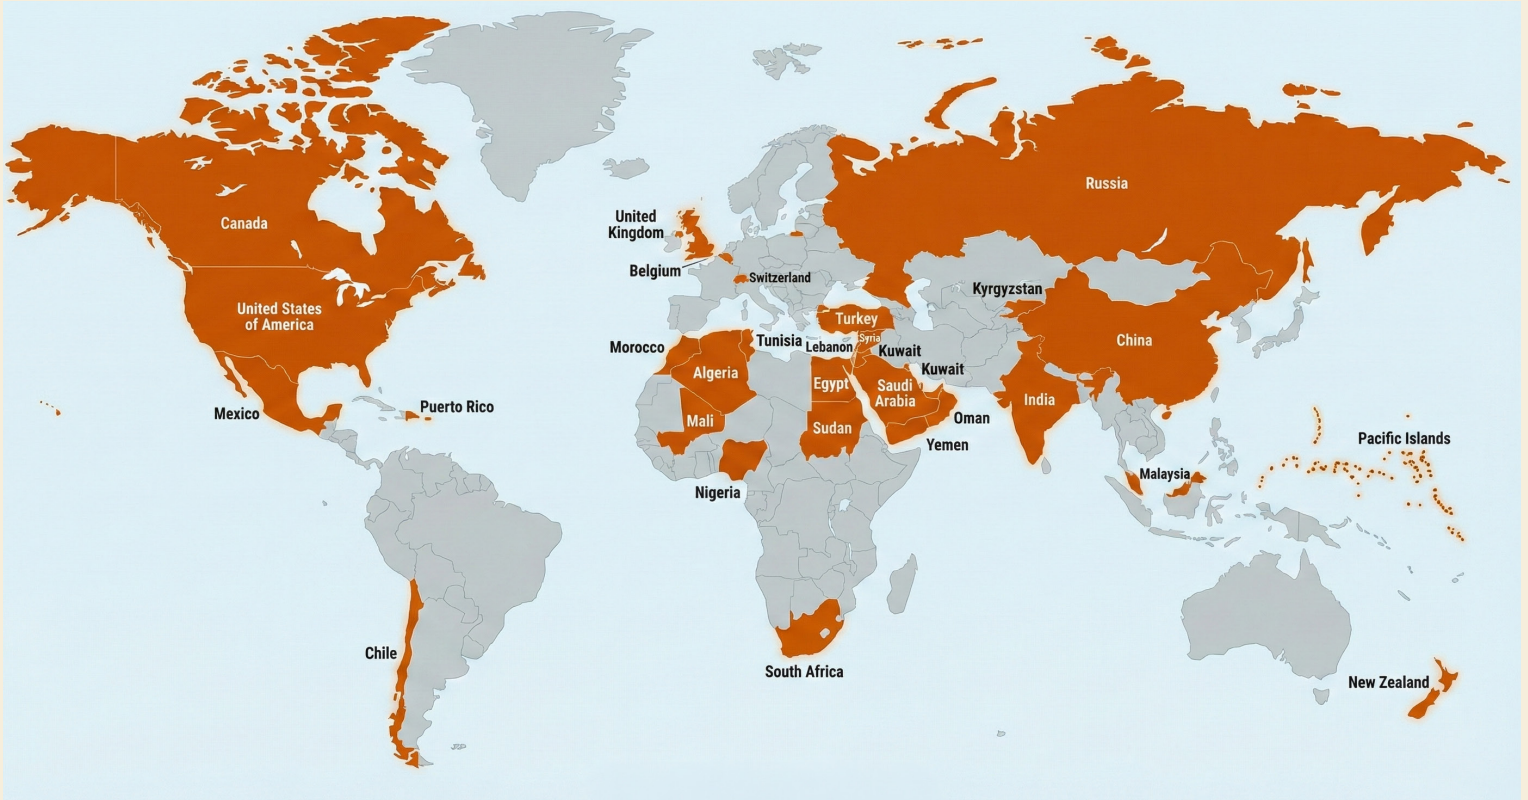 Canada
United States
of America
Mexico
Puerto Rico
Chile
United
Kingdom
Belgium
Switzerland
Morocco
Algeria
Tunisia
Mali
Nigeria
Lebanon
Turkey
Syria
Kuwait
Kuwait
Egypt
Saudi
Arabia
Sudan
Oman
Yemen
South Africa
Russia
Kyrgyzstan
China
India
Malaysia
Pacific Islands
New Zealand